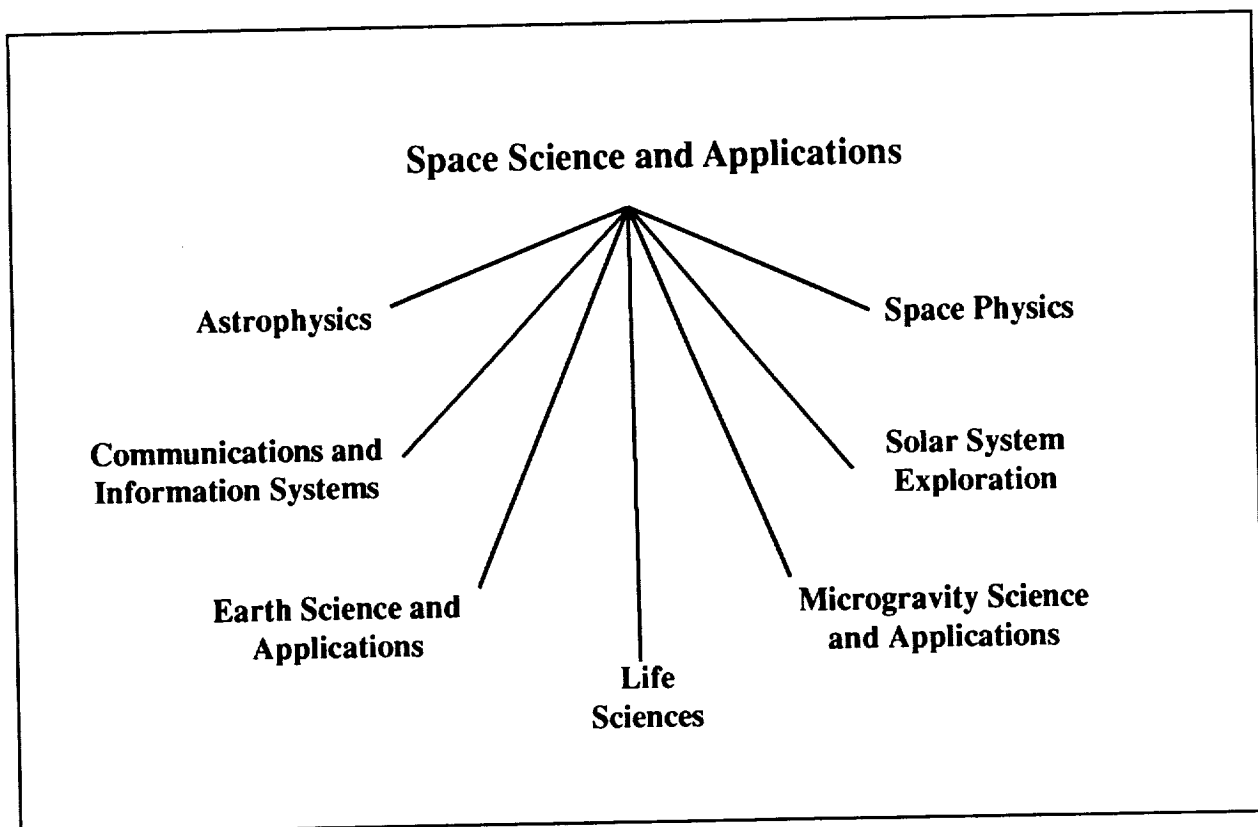 Space Science and Applications
Astrophysics
Space Physics
Communications and
Information Systems
Solar System
Exploration
Earth Science and
Applications
Microgravity Science
and Applications
Life
Sciences